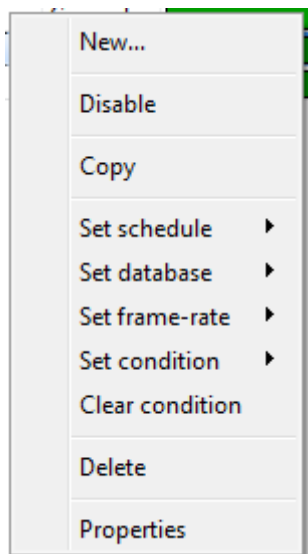 New...
Disable
Copy
Set schedule
Set database
Set frame-rate
Set condition
Clear condition
Delete
Properties